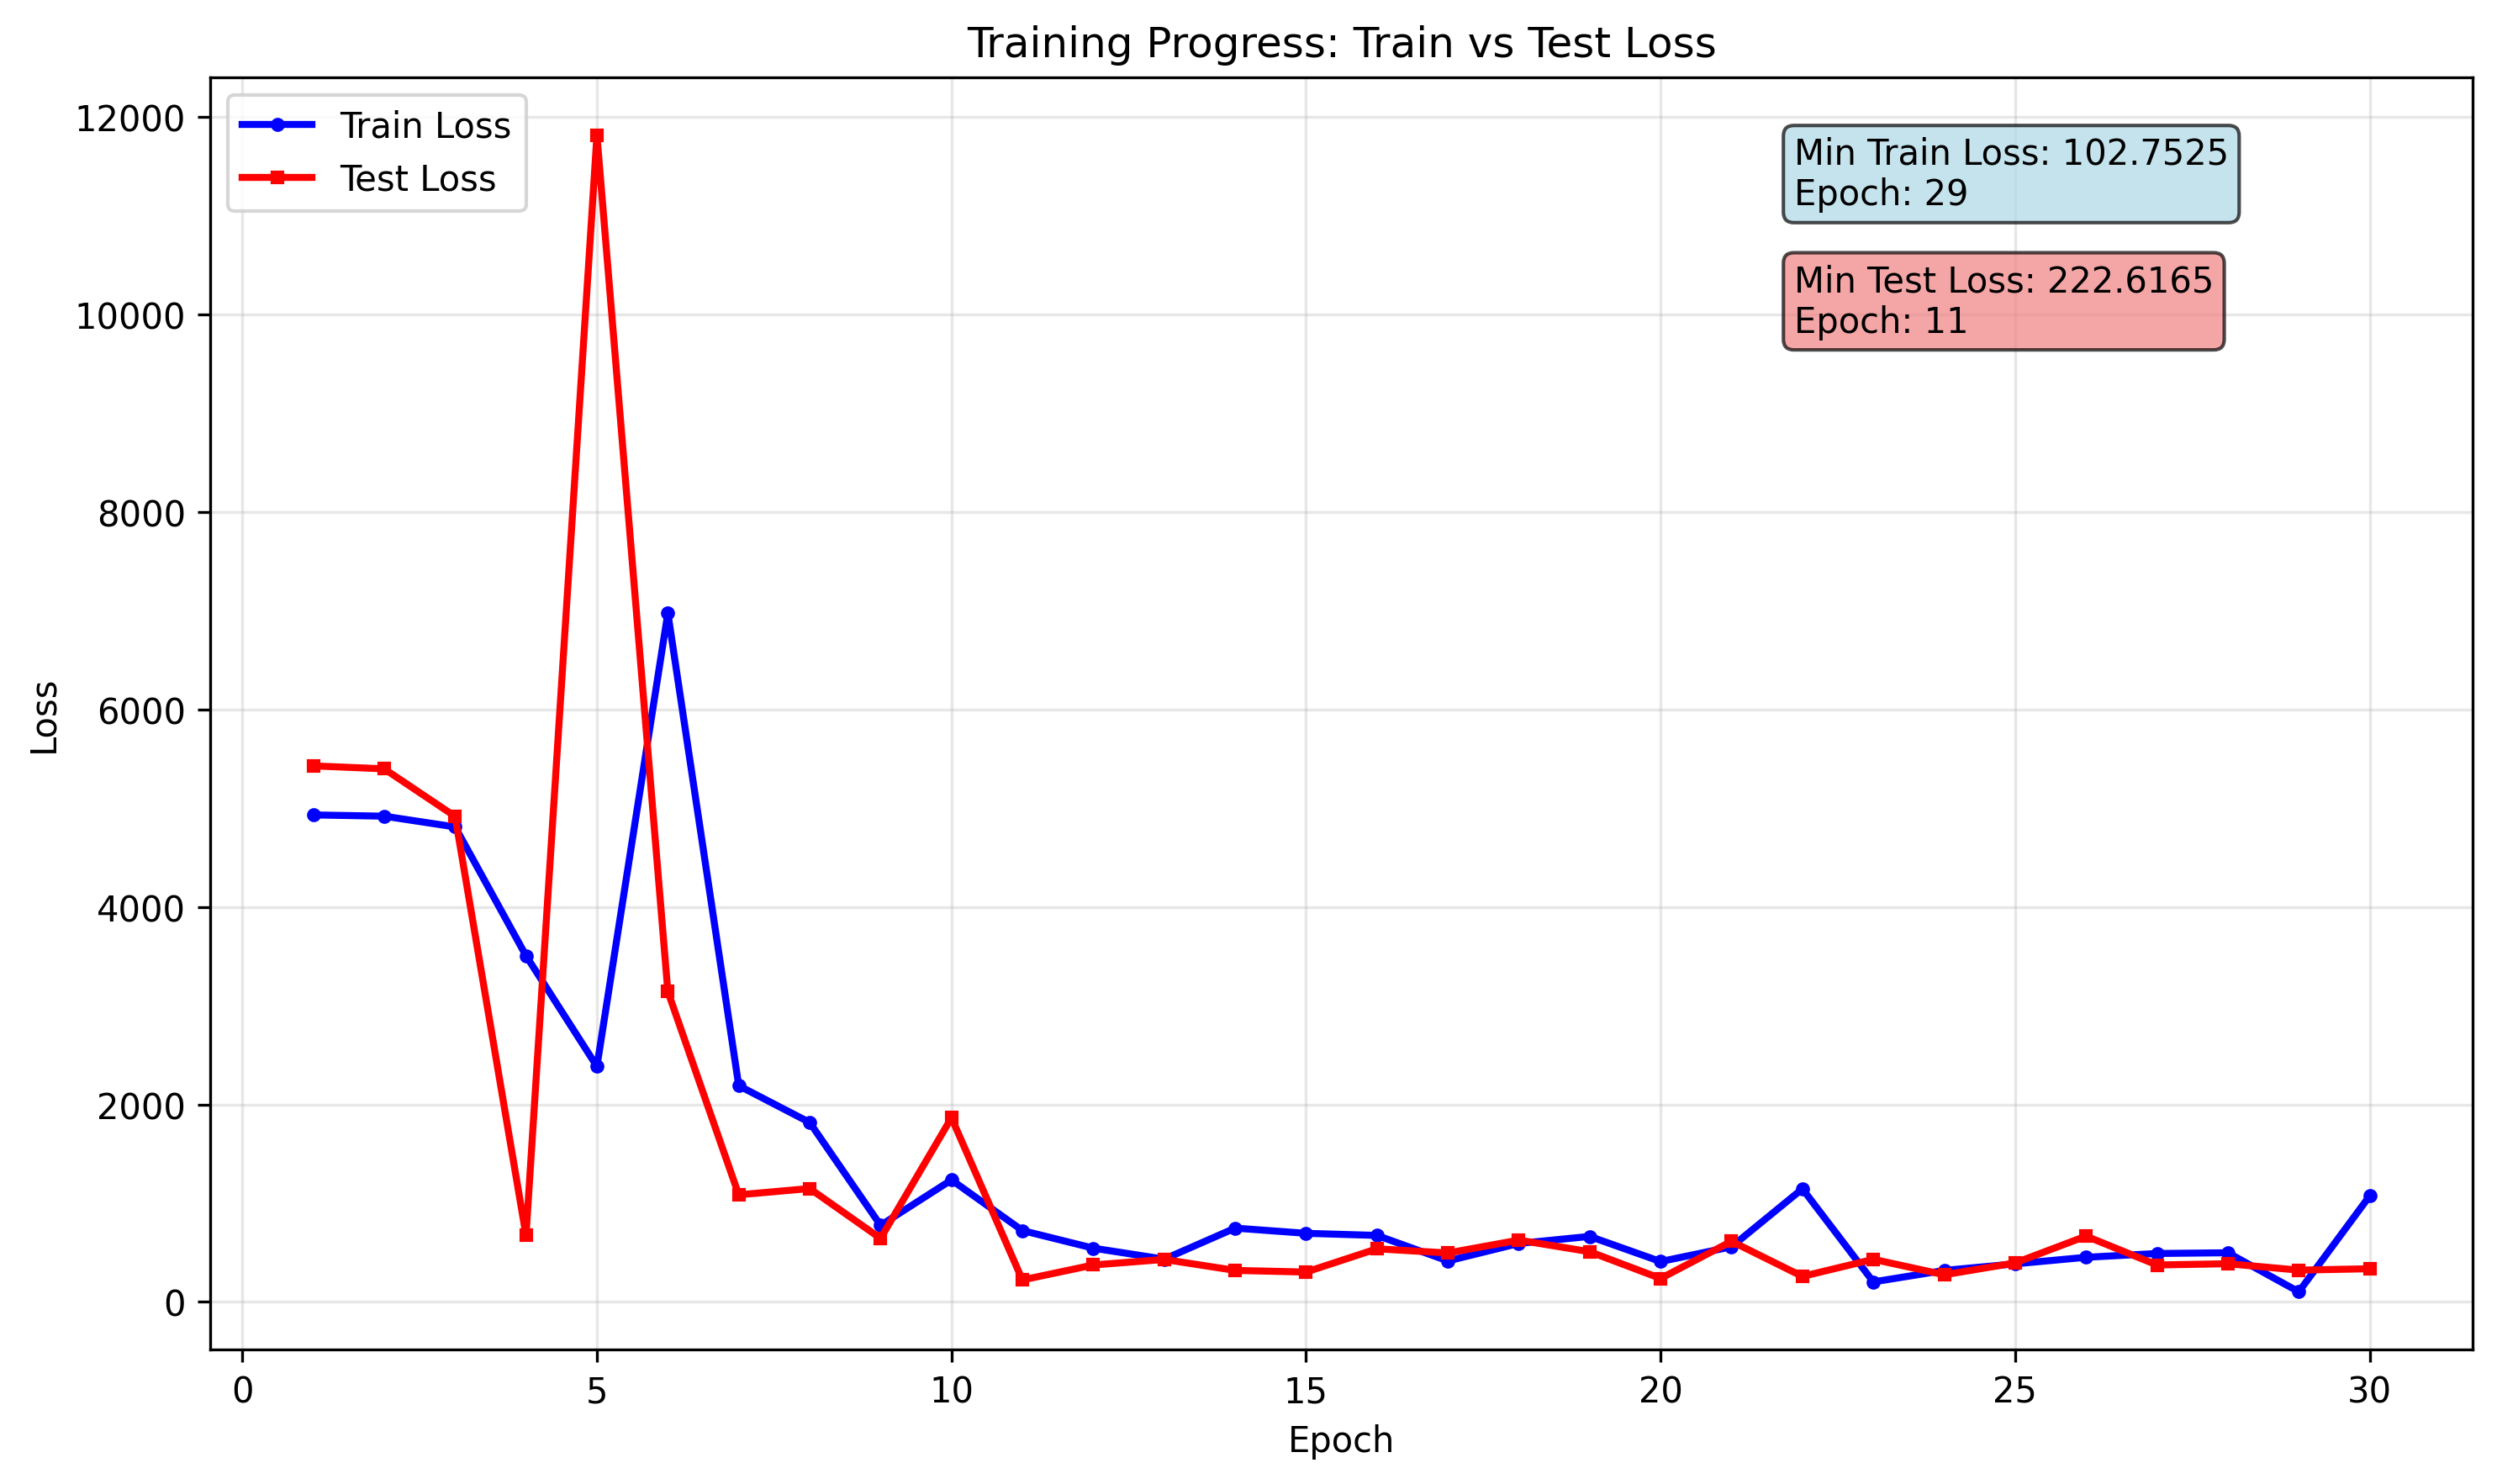 Training Progress: Train vs Test Loss
Train Loss
Test Loss
Min Train Loss: 102.7525
Epoch: 29
Min Test Loss: 222.6165
Epoch: 11
Loss
12000
10000
8000
6000
4000
2000
0
0 5 10 15 20 25 30
Epoch